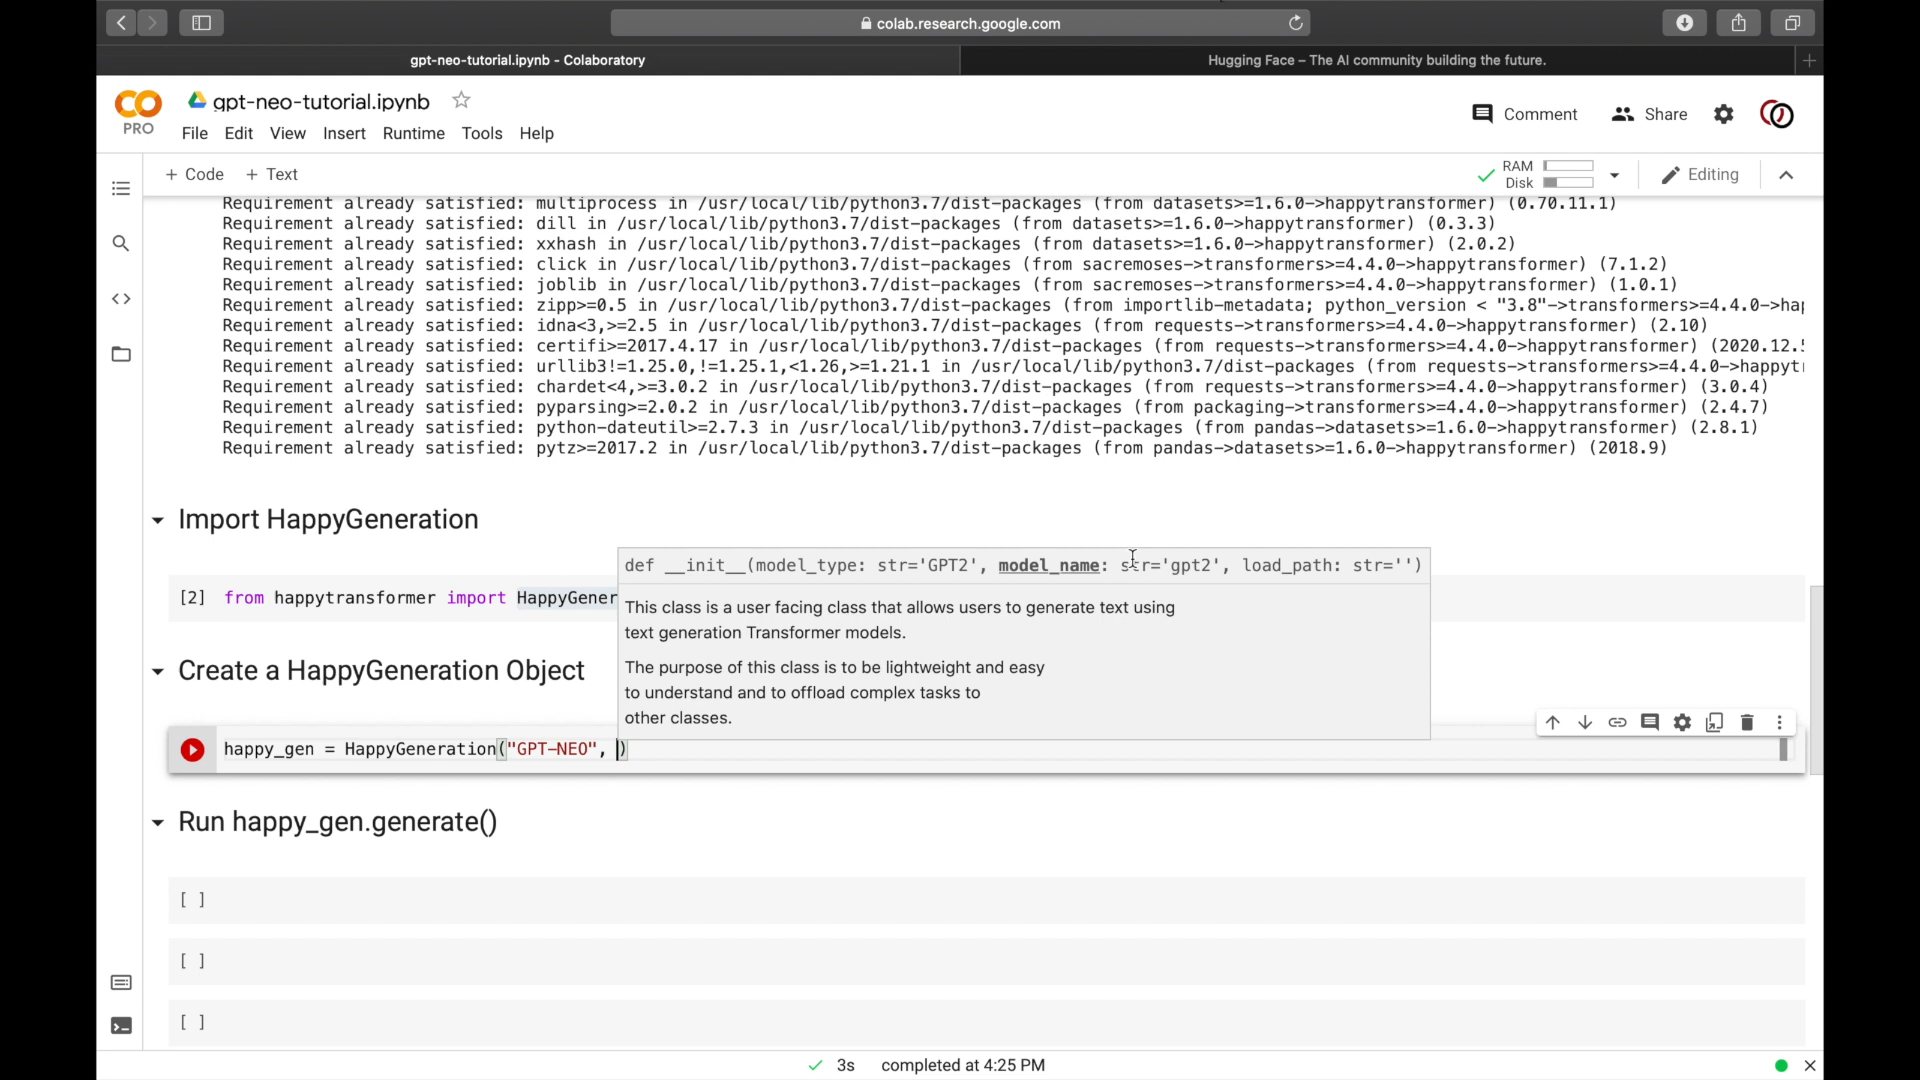 colab.research.google.com
gpt-neo-tutorial.ipynb - Colaboratory
Hugging Face – The AI community building the future.
PRO
gpt-neo-tutorial.ipynb
Comment
Share
File Edit View Insert Runtime Tools Help
+ Code + Text
RAM
Disk
Editing
Requirement already satisfied: multiprocess in /usr/local/lib/python3.7/dist-packages (from datasets>=1.6.0->happytransformer) (0.70.11.1)
Requirement already satisfied: dill in /usr/local/lib/python3.7/dist-packages (from datasets>=1.6.0->happytransformer) (0.3.3)
Requirement already satisfied: xxhash in /usr/local/lib/python3.7/dist-packages (from datasets>=1.6.0->happytransformer) (2.0.2)
Requirement already satisfied: click in /usr/local/lib/python3.7/dist-packages (from sacremoses->transformers>=4.4.0->happytransformer) (7.1.2)
Requirement already satisfied: joblib in /usr/local/lib/python3.7/dist-packages (from sacremoses->transformers>=4.4.0->happytransformer) (1.0.1)
Requirement already satisfied: zipp>=0.5 in /usr/local/lib/python3.7/dist-packages (from importlib-metadata; python_version < "3.8"->transformers>=4.4.0->hap
Requirement already satisfied: idna<3,>=2.5 in /usr/local/lib/python3.7/dist-packages (from requests->transformers>=4.4.0->happytransformer) (2.10)
Requirement already satisfied: certifi>=2017.4.17 in /usr/local/lib/python3.7/dist-packages (from requests->transformers>=4.4.0->happytransformer) (2020.12.5
Requirement already satisfied: urllib3!=1.25.0,!=1.25.1,<1.26,>=1.21.1 in /usr/local/lib/python3.7/dist-packages (from requests->transformers>=4.4.0->happytr
Requirement already satisfied: chardet<4,>=3.0.2 in /usr/local/lib/python3.7/dist-packages (from requests->transformers>=4.4.0->happytransformer) (3.0.4)
Requirement already satisfied: pyparsing>=2.0.2 in /usr/local/lib/python3.7/dist-packages (from packaging->transformers>=4.4.0->happytransformer) (2.4.7)
Requirement already satisfied: python-dateutil>=2.7.3 in /usr/local/lib/python3.7/dist-packages (from pandas->datasets>=1.6.0->happytransformer) (2.8.1)
Requirement already satisfied: pytz>=2017.2 in /usr/local/lib/python3.7/dist-packages (from pandas->datasets>=1.6.0->happytransformer) (2018.9)
Import HappyGeneration
def __init__(model_type: str='GPT2', model_name: str='gpt2', load_path: str='')
[2] from happytransformer import HappyGener
This class is a user facing class that allows users to generate text using
text generation Transformer models.
The purpose of this class is to be lightweight and easy
to understand and to offload complex tasks to
other classes.
Create a HappyGeneration Object
happy_gen = HappyGeneration("GPT-NEO", )
Run happy_gen.generate()
[ ]
[ ]
[ ]
3s completed at 4:25 PM